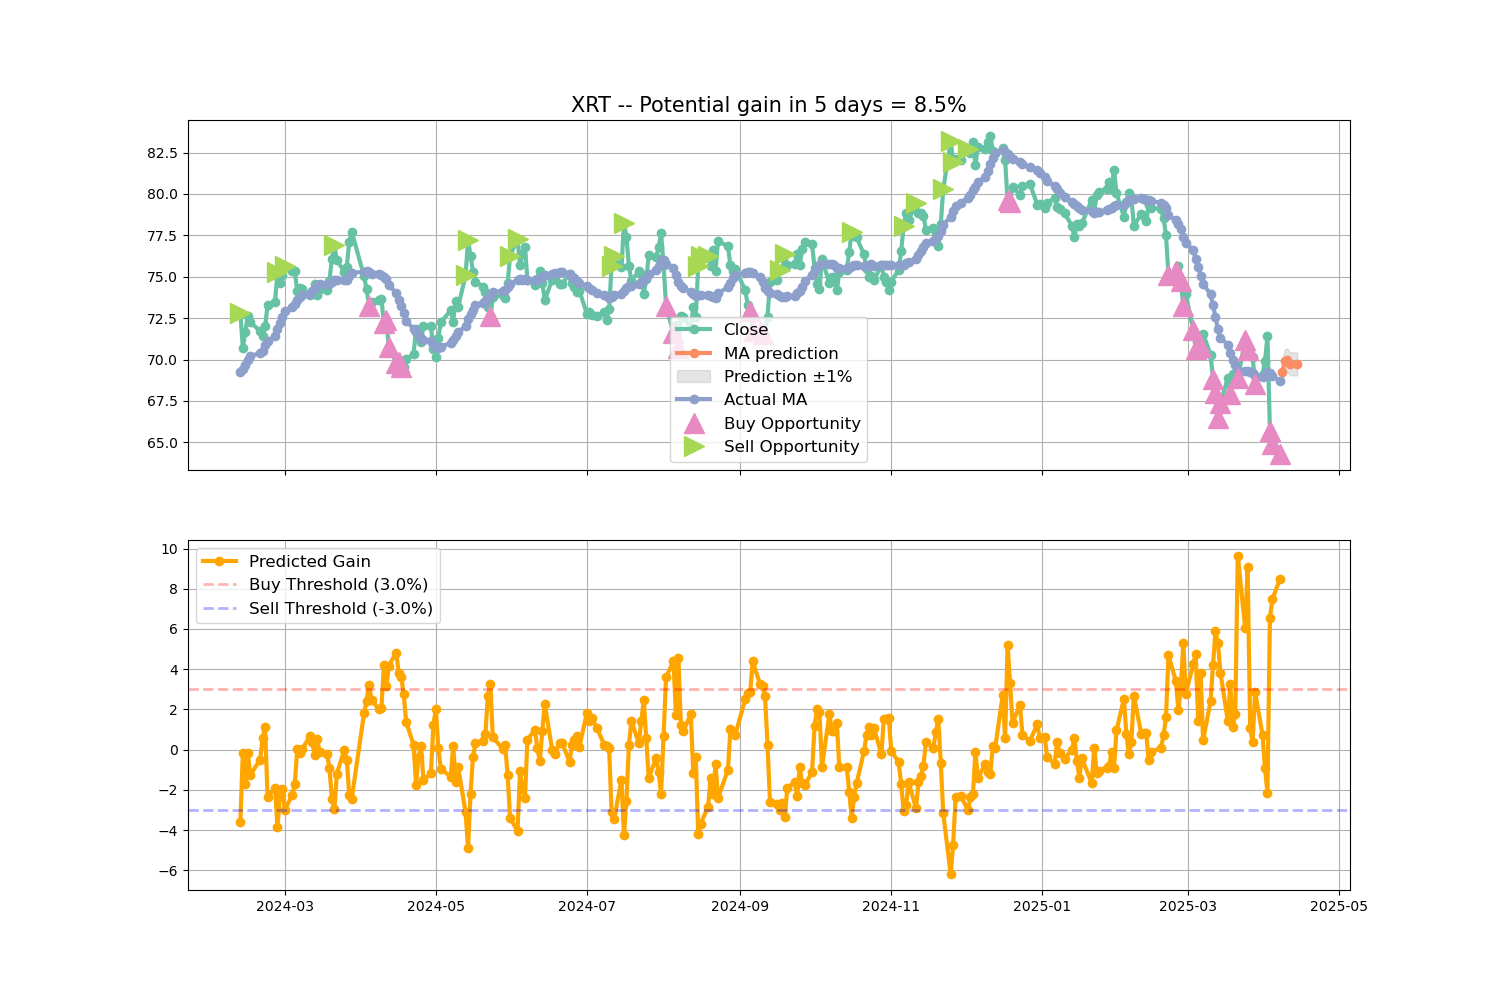 XRT -- Potential gain in 5 days = 8.5%
82.5
80.0
77.5
75.0
72.5
70.0
67.5
65.0
Close
MA prediction
Prediction ±1%
Actual MA
Buy Opportunity
Sell Opportunity
10
8
6
4
2
0
−2
−4
−6
Predicted Gain
Buy Threshold (3.0%)
Sell Threshold (-3.0%)
2024-03 2024-05 2024-07 2024-09 2024-11 2025-01 2025-03 2025-05